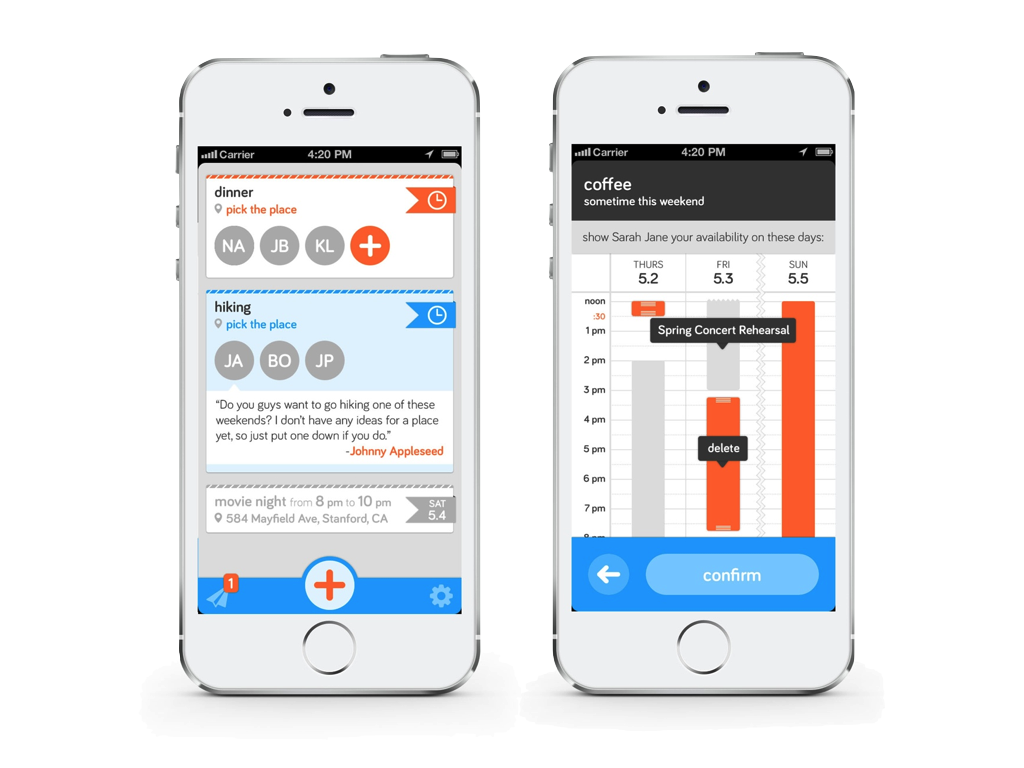 Carrier 4:20 PM
dinner
pick the place
NA JB KL
hiking
pick the place
JA BO JP
“Do you guys want to go hiking one of these
weekends? I don’t have any ideas for a place
yet, so just put one down if you do.”
-Johnny Appleseed
movie night from 8 pm to 10 pm
584 Mayfield Ave, Stanford, CA
SAT
5.4
1
Carrier 4:20 PM
coffee
sometime this weekend
show Sarah Jane your availability on these days:
THURS FRI SUN
5.2 5.3 5.5
noon
:30
1 pm
Spring Concert Rehearsal
2 pm
3 pm
4 pm
5 pm
delete
6 pm
7 pm
8 pm
confirm